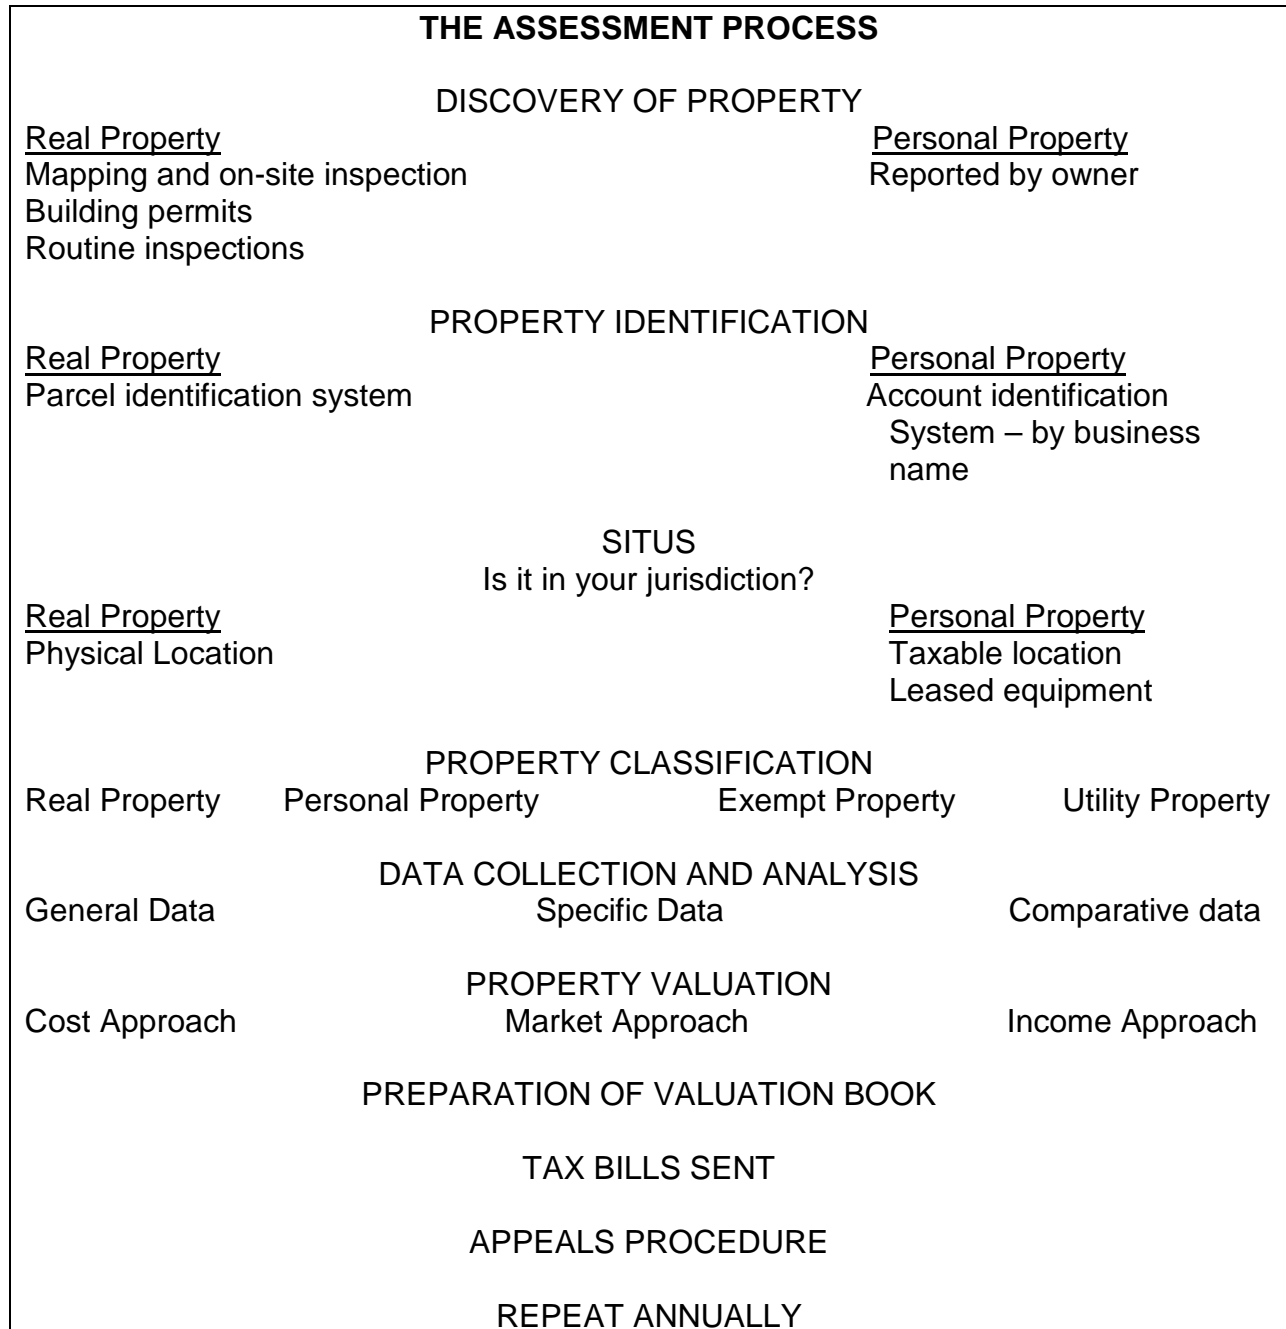 THE ASSESSMENT PROCESS
DISCOVERY OF PROPERTY
Real Property Personal Property
Mapping and on-site inspection Reported by owner
Building permits
Routine inspections
PROPERTY IDENTIFICATION
Real Property Personal Property
Parcel identification system Account identification
System – by business
name
SITUS
Is it in your jurisdiction?
Real Property Personal Property
Physical Location Taxable location
Leased equipment
PROPERTY CLASSIFICATION
Real Property Personal Property Exempt Property Utility Property
DATA COLLECTION AND ANALYSIS
General Data Specific Data Comparative data
PROPERTY VALUATION
Cost Approach Market Approach Income Approach
PREPARATION OF VALUATION BOOK
TAX BILLS SENT
APPEALS PROCEDURE
REPEAT ANNUALLY